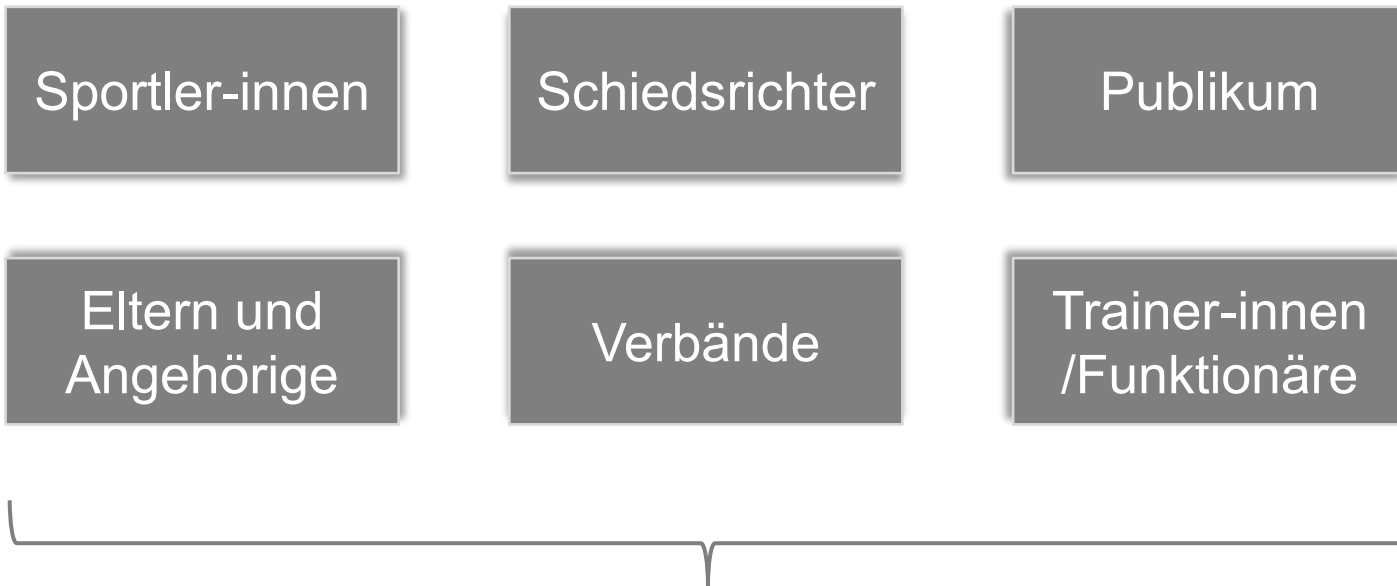 Sportler-innen
Schiedsrichter
Publikum
Eltern und
Angehörige
Verbände
Trainer-innen
/Funktionäre